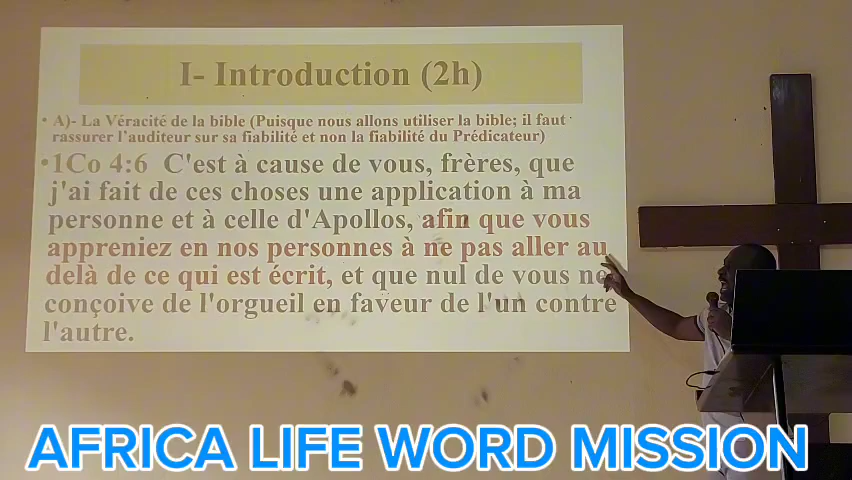 I- Introduction (2h)
• A)- La Véracité de la bible (Puisque nous allons utiliser la bible; il faut
rassurer l'auditeur sur sa fiabilité et non la fiabilité du Prédicateur)
•1Co 4:6 C'est à cause de vous, frères, que
j'ai fait de ces choses une application à ma
personne et à celle d'Apollos, afin que vous
appreniez en nos personnes à ne pas aller au
delà de ce qui est écrit, et que nul de vous ne
conçoive de l'orgueil en faveur de l'un contre
l'autre.
AFRICA LIFE WORD MISSION